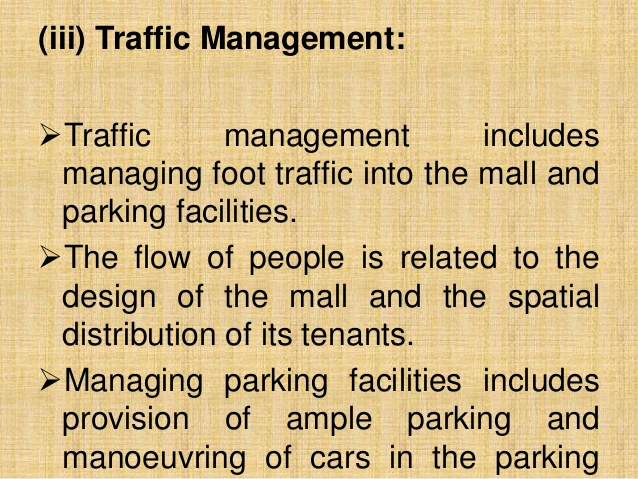 (iii) Traffic Management:
➢Traffic management includes
managing foot traffic into the mall and
parking facilities.
➢The flow of people is related to the
design of the mall and the spatial
distribution of its tenants.
➢Managing parking facilities includes
provision of ample parking and
manoeuvring of cars in the parking